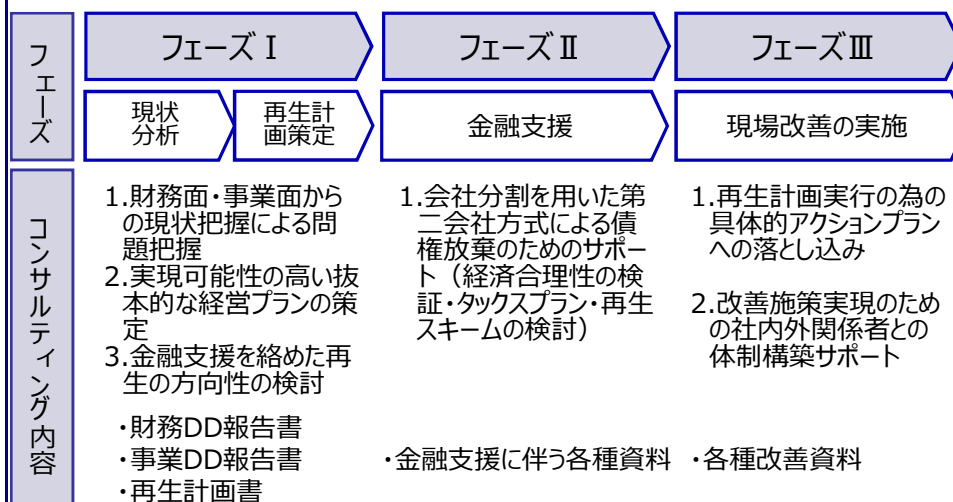 フェーズ
フェーズⅠ
フェーズⅡ
フェーズⅢ
現状
分析
再生計
画策定
金融支援
現場改善の実施
コンサルティング内容
1.財務面・事業面から
の現状把握による問
題把握
2.実現可能性の高い抜
本的な経営プランの策
定
3.金融支援を絡めた再
生の方向性の検討
・財務DD報告書
・事業DD報告書
・再生計画書
1.会社分割を用いた第
二会社方式による債
権放棄のためのサポー
ト（経済合理性の検
証・タックスプラン・再生
スキームの検討）
・金融支援に伴う各種資料
1.再生計画実行の為の
具体的アクションプラン
への落とし込み
2.改善施策実現のため
の社内外関係者との
体制構築サポート
・各種改善資料